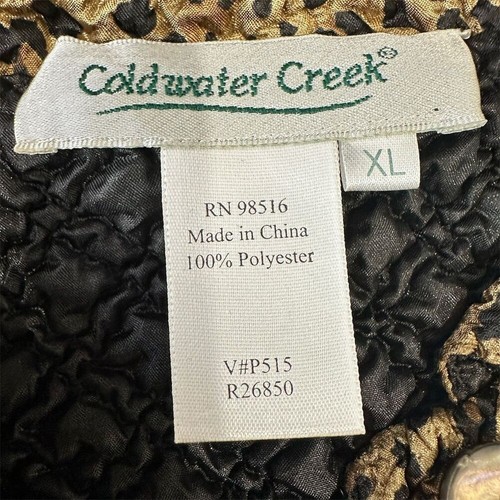 Coldwater Creek®
XL
RN 98516
Made in China
100% Polyester
V#P515
R26850